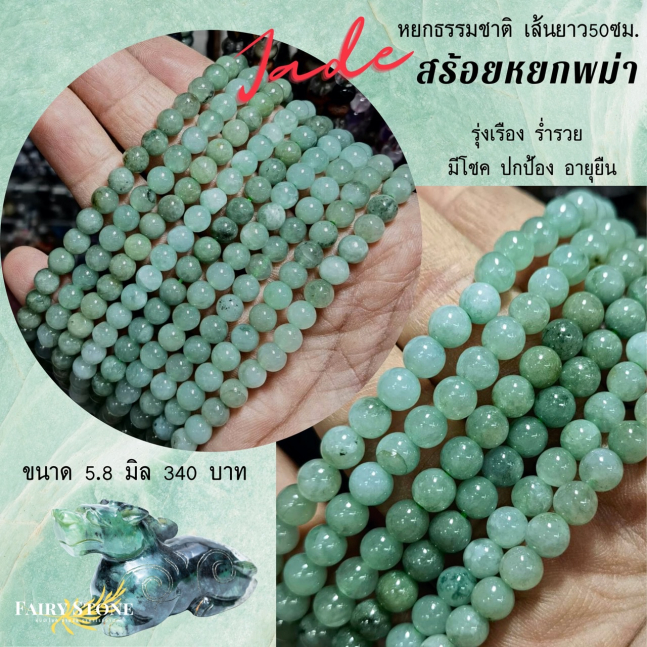 Jade
หยกธรรมชาติ เส้นยาว50ซม.
สร้อยหยกพม่า
รุ่งเรือง ร่ำรวย
มีโชค ปกป้อง อายุยืน
ขนาด 5.8 มิล 340 บาท
FAIRY STONE